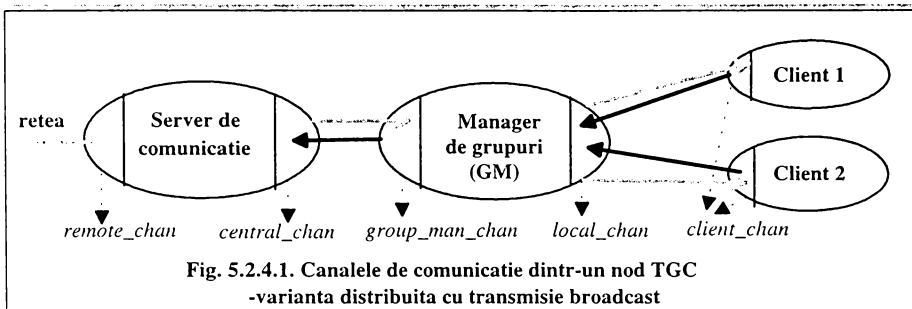 Client 1
retea
Server de
comunicatie
Manager
de grupuri
(GM)
Client 2
remote_chan central_chan group_man_chan local_chan client_chan
Fig. 5.2.4.1. Canalele de comunicatie dintr-un nod TGC
-varianta distribuita cu transmisie broadcast